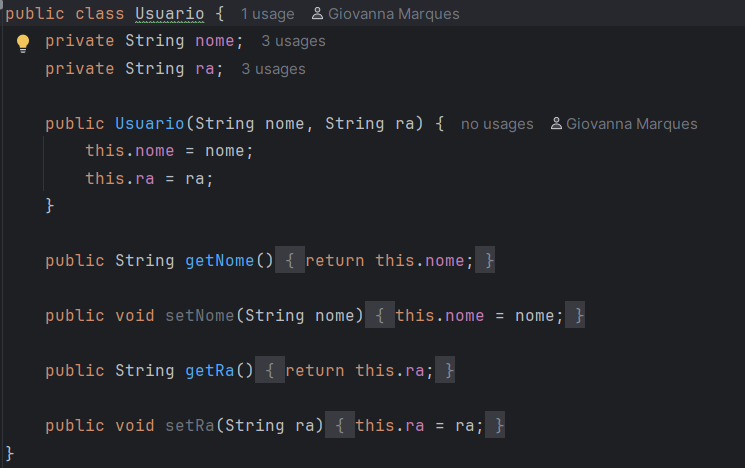 public class Usuario { 1 usage Giovanna Marques
private String nome; 3 usages
private String ra; 3 usages
public Usuario(String nome, String ra) { no usages Giovanna Marques
this.nome = nome;
this.ra = ra;
}
public String getNome() { return this.nome; }
public void setNome(String nome) { this.nome = nome; }
public String getRa() { return this.ra; }
public void setRa(String ra) { this.ra = ra; }
}